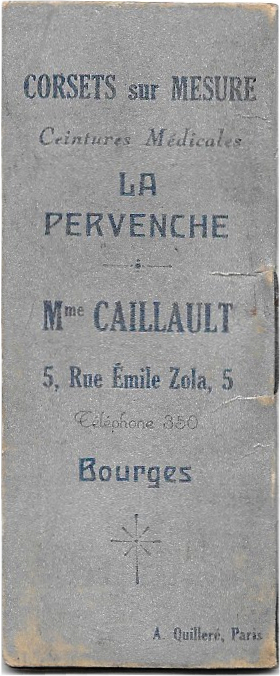 CORSETS sur MESURE
Ceintures Médicales
LA
PERVENCHE
Mme CAILLAULT
5, Rue Émile Zola, 5
Téléphone 350
Bourges
A. Quilleré, Paris